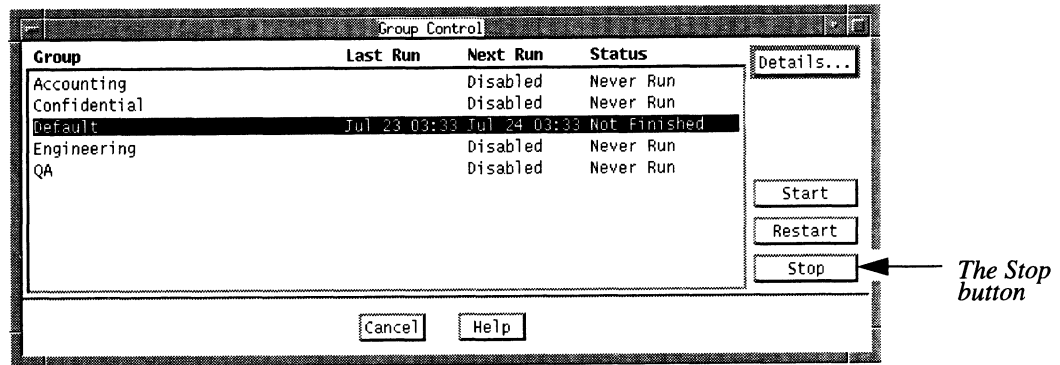 Group Control
Group Last Run Next Run Status
Details...
Accounting Disabled Never Run
Confidential Disabled Never Run
Default Jul 23 03:33 Jul 24 03:33 Not Finished
Engineering Disabled Never Run
QA Disabled Never Run
Start
Restart
Stop
The Stop
button
Cancel Help